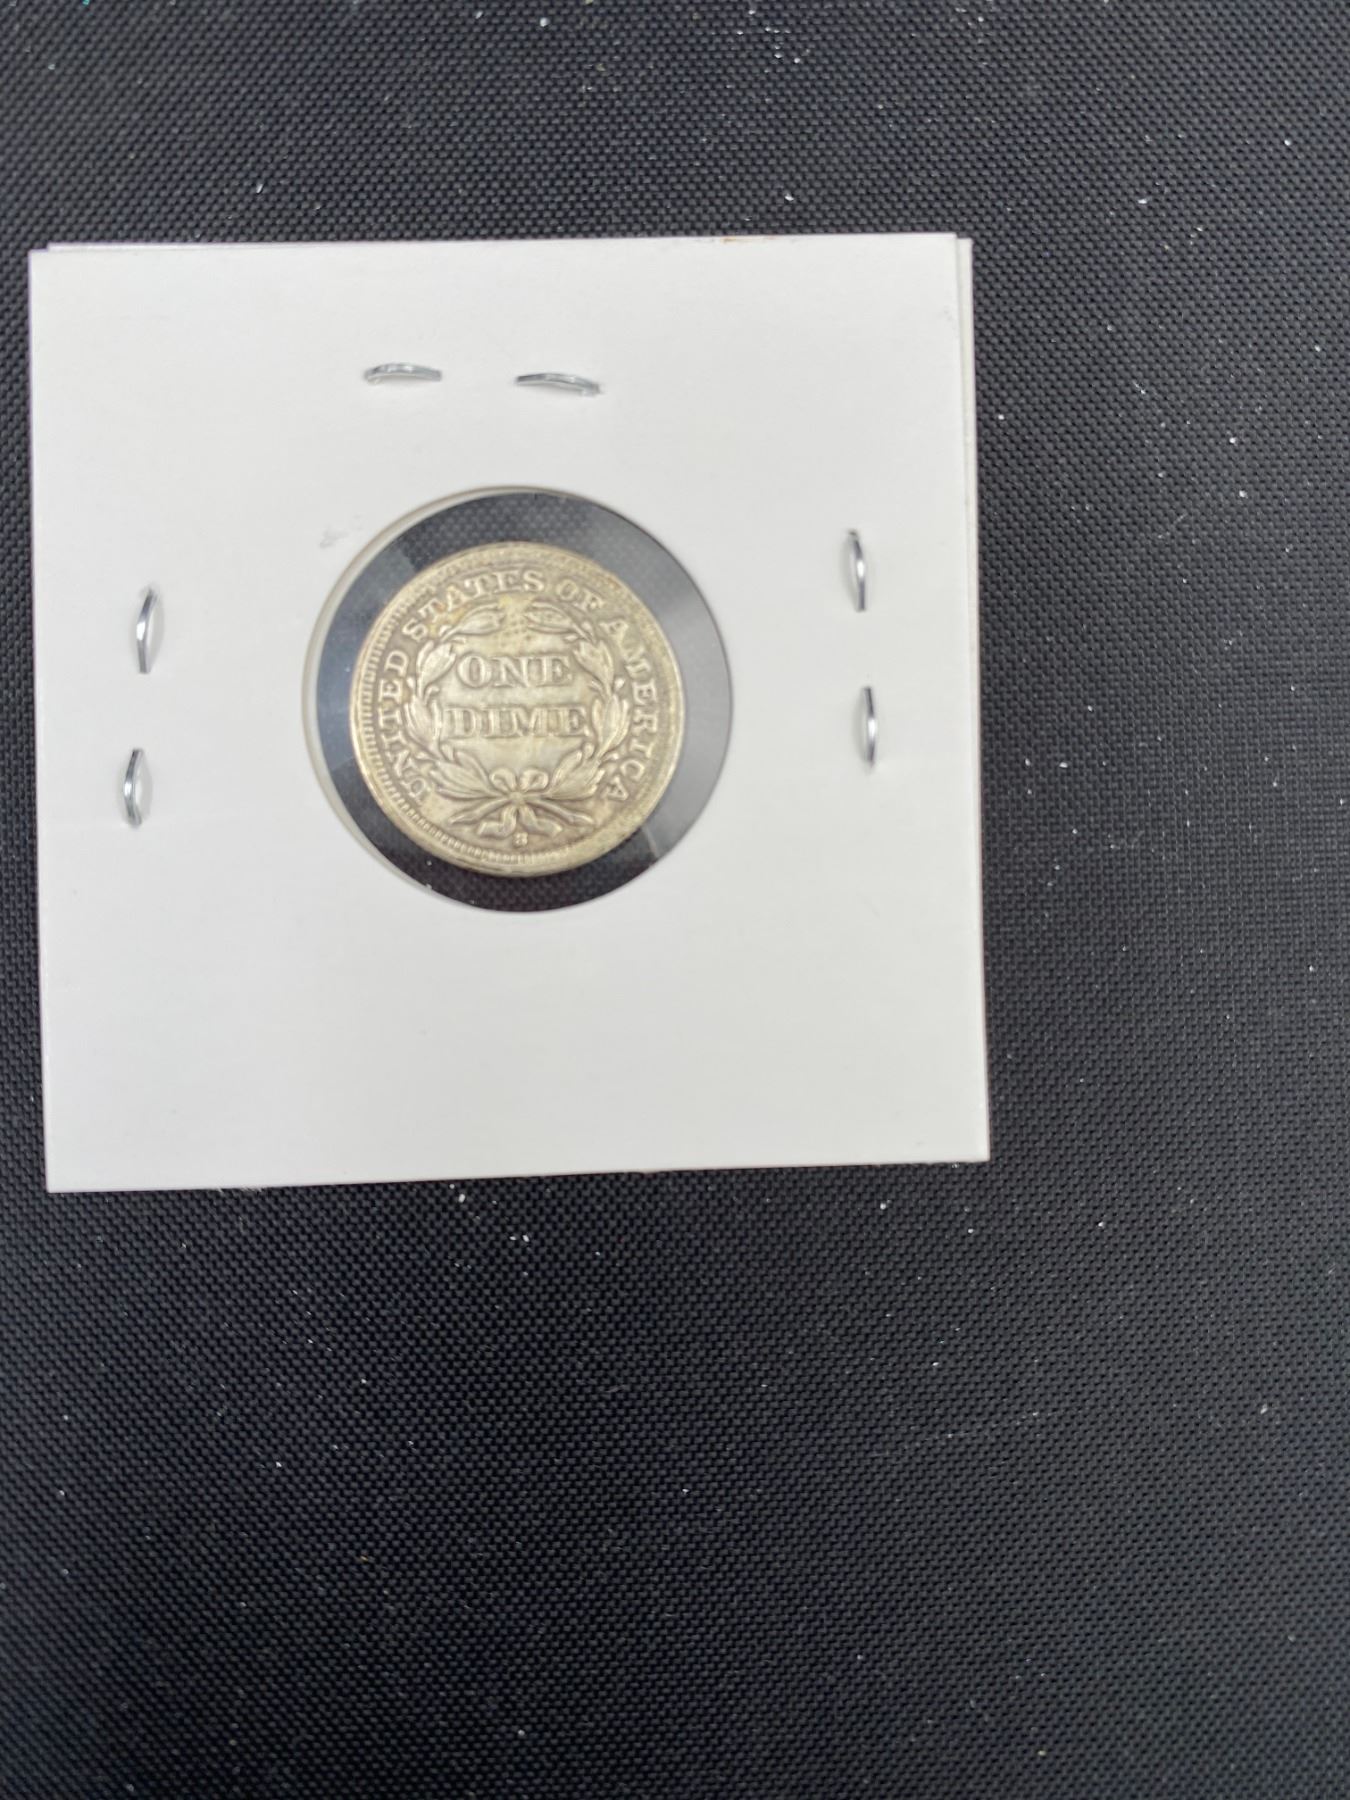 UNITED STATES OF AMERICA
ONE
DIME
S